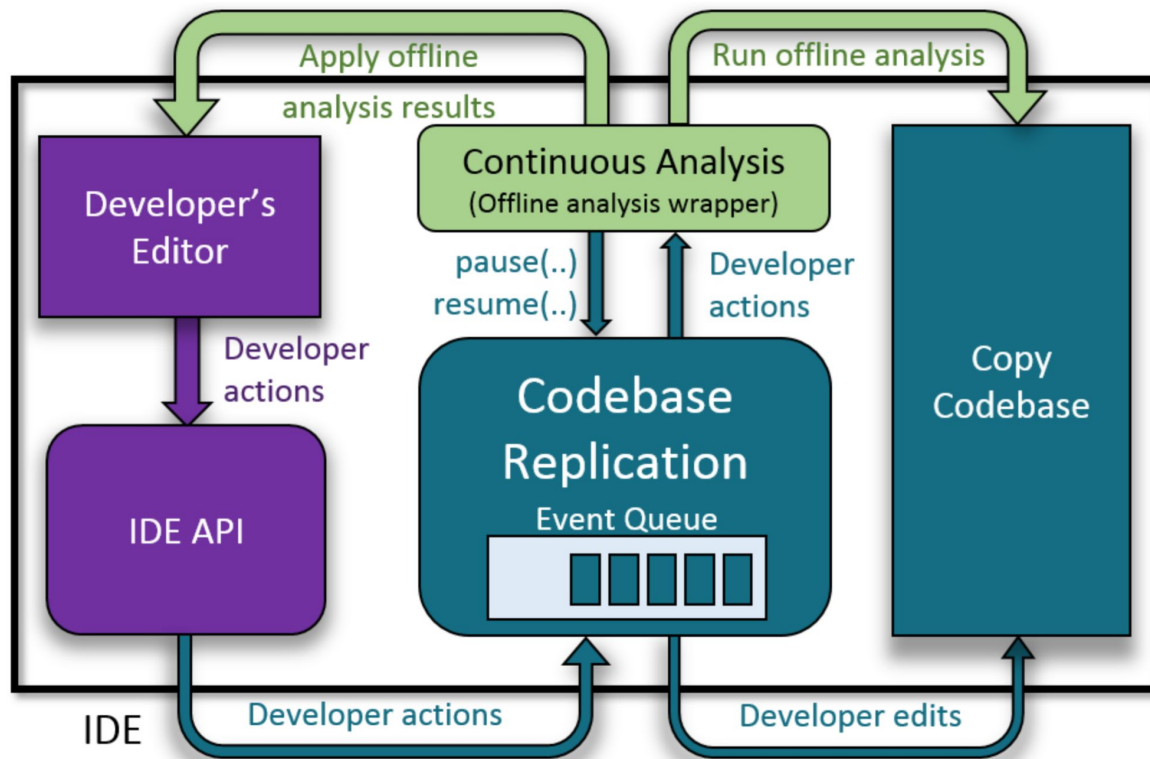 Apply offline
analysis results
Run offline analysis
Developer's
Editor
Continuous Analysis
(Offline analysis wrapper)
pause(..)
resume(..)
Developer
actions
Developer
actions
Copy
Codebase
Codebase
Replication
Event Queue
IDE API
Developer actions
Developer edits
IDE